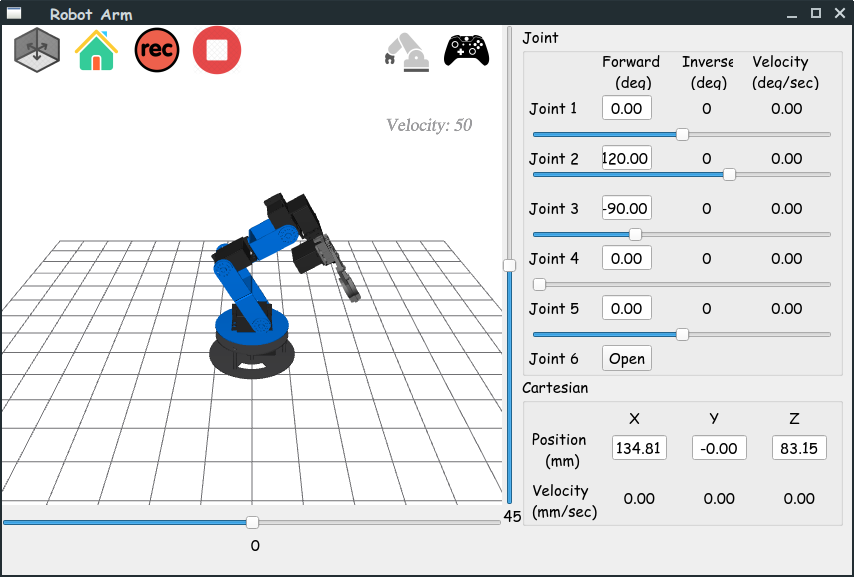 Robot Arm
rec
Velocity: 50
45
0
Joint
Forward Inverse Velocity
(deg) (deg) (deg/sec)
Joint 1 0.00 0 0.00
Joint 2 120.00 0 0.00
Joint 3 -90.00 0 0.00
Joint 4 0.00 0 0.00
Joint 5 0.00 0 0.00
Joint 6 Open
Cartesian
X Y Z
Position
(mm) 134.81 -0.00 83.15
Velocity
(mm/sec) 0.00 0.00 0.00